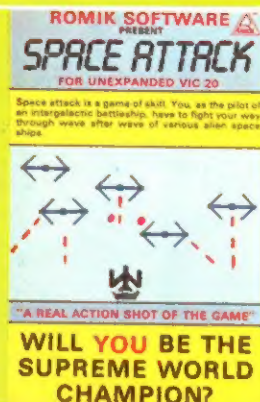 ROMIK SOFTWARE
PRESENT
SPACE ATTACK
FOR UNEXPANDED VIC 20
Space attack is a game of skill. You, as the pilot of
an intergalactic battleship, have to fight your way
through wave after wave of various alien space
ships.
"A REAL ACTION SHOT OF THE GAME"
WILL YOU BE THE
SUPREME WORLD
CHAMPION?